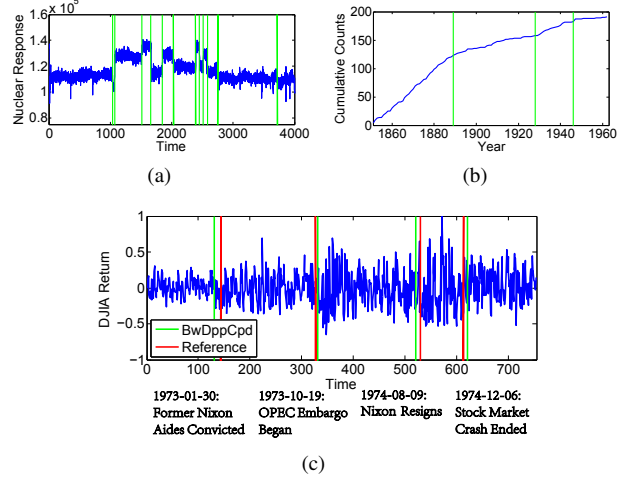 1.6 x 10^5
1.4
1.2
1
0.8
Nuclear Response
0 1000 2000 3000 4000
Time
(a)
200
150
100
50
0
Cumulative Counts
1860 1880 1900 1920 1940 1960
Year
(b)
1
0.5
0
−0.5
−1
DJIA Return
BwDppCpd
Reference
0 100 200 300 400 500 600 700
Time
1973-01-30:
Former Nixon
Aides Convicted
1973-10-19:
OPEC Embargo
Began
1974-08-09:
Nixon Resigns
1974-12-06:
Stock Market
Crash Ended
(c)